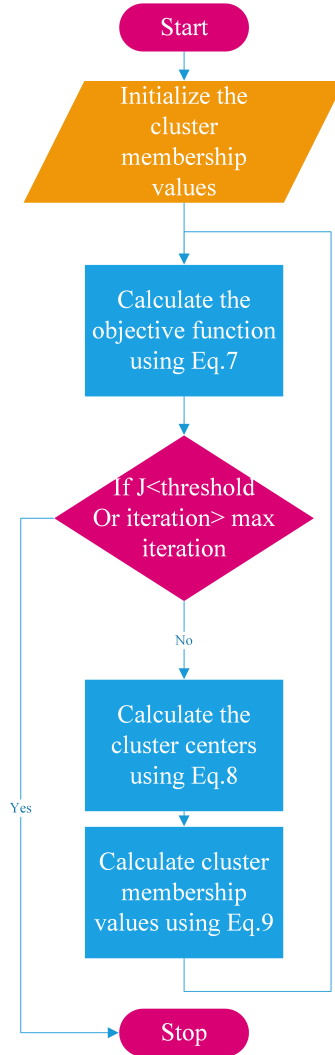 Start
Initialize the
cluster
membership
values
Calculate the
objective function
using Eq.7
If J<threshold
Or iteration> max
iteration
No
Calculate the
cluster centers
using Eq.8
Yes
Calculate cluster
membership
values using Eq.9
Stop